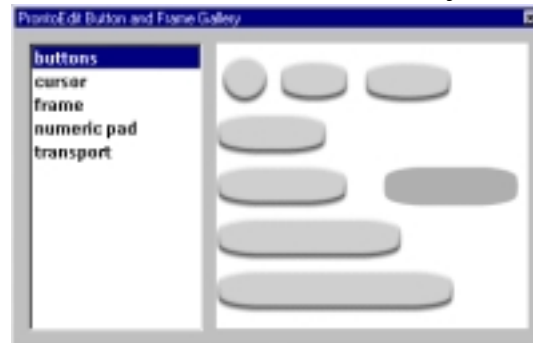 ProntoEdit Button and Frame Gallery
buttons
cursor
frame
numeric pad
transport